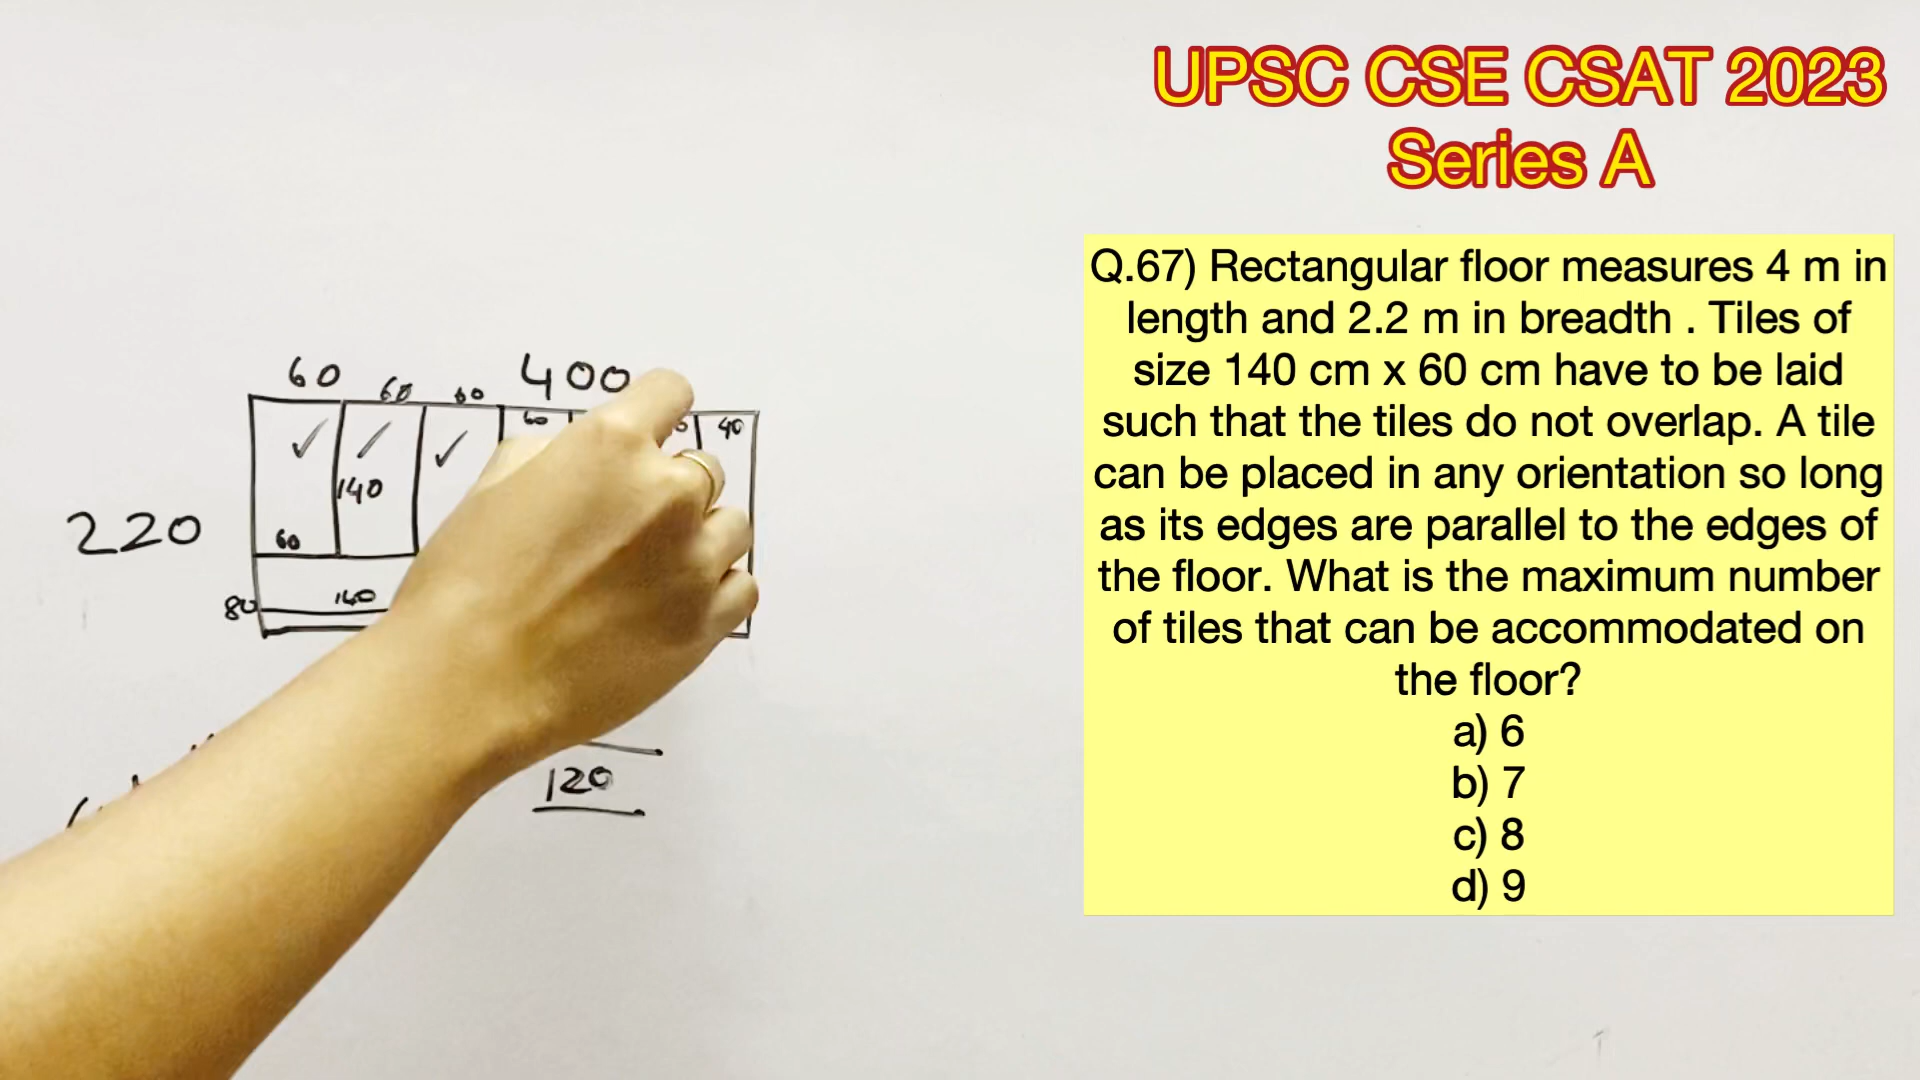 UPSC CSE CSAT 2023
Series A
Q.67) Rectangular floor measures 4 m in
length and 2.2 m in breadth . Tiles of
size 140 cm x 60 cm have to be laid
such that the tiles do not overlap. A tile
can be placed in any orientation so long
as its edges are parallel to the edges of
the floor. What is the maximum number
of tiles that can be accommodated on
the floor?
a) 6
b) 7
c) 8
d) 9
400
60
60 60
60 40
140
220
60
80 140
120